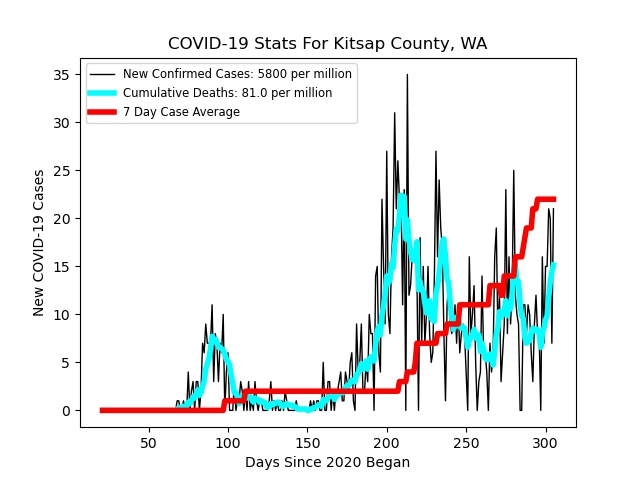 COVID-19 Stats For Kitsap County, WA
New Confirmed Cases: 5800 per million
Cumulative Deaths: 81.0 per million
7 Day Case Average
35
30
25
20
15
10
5
0
New COVID-19 Cases
50 100 150 200 250 300
Days Since 2020 Began